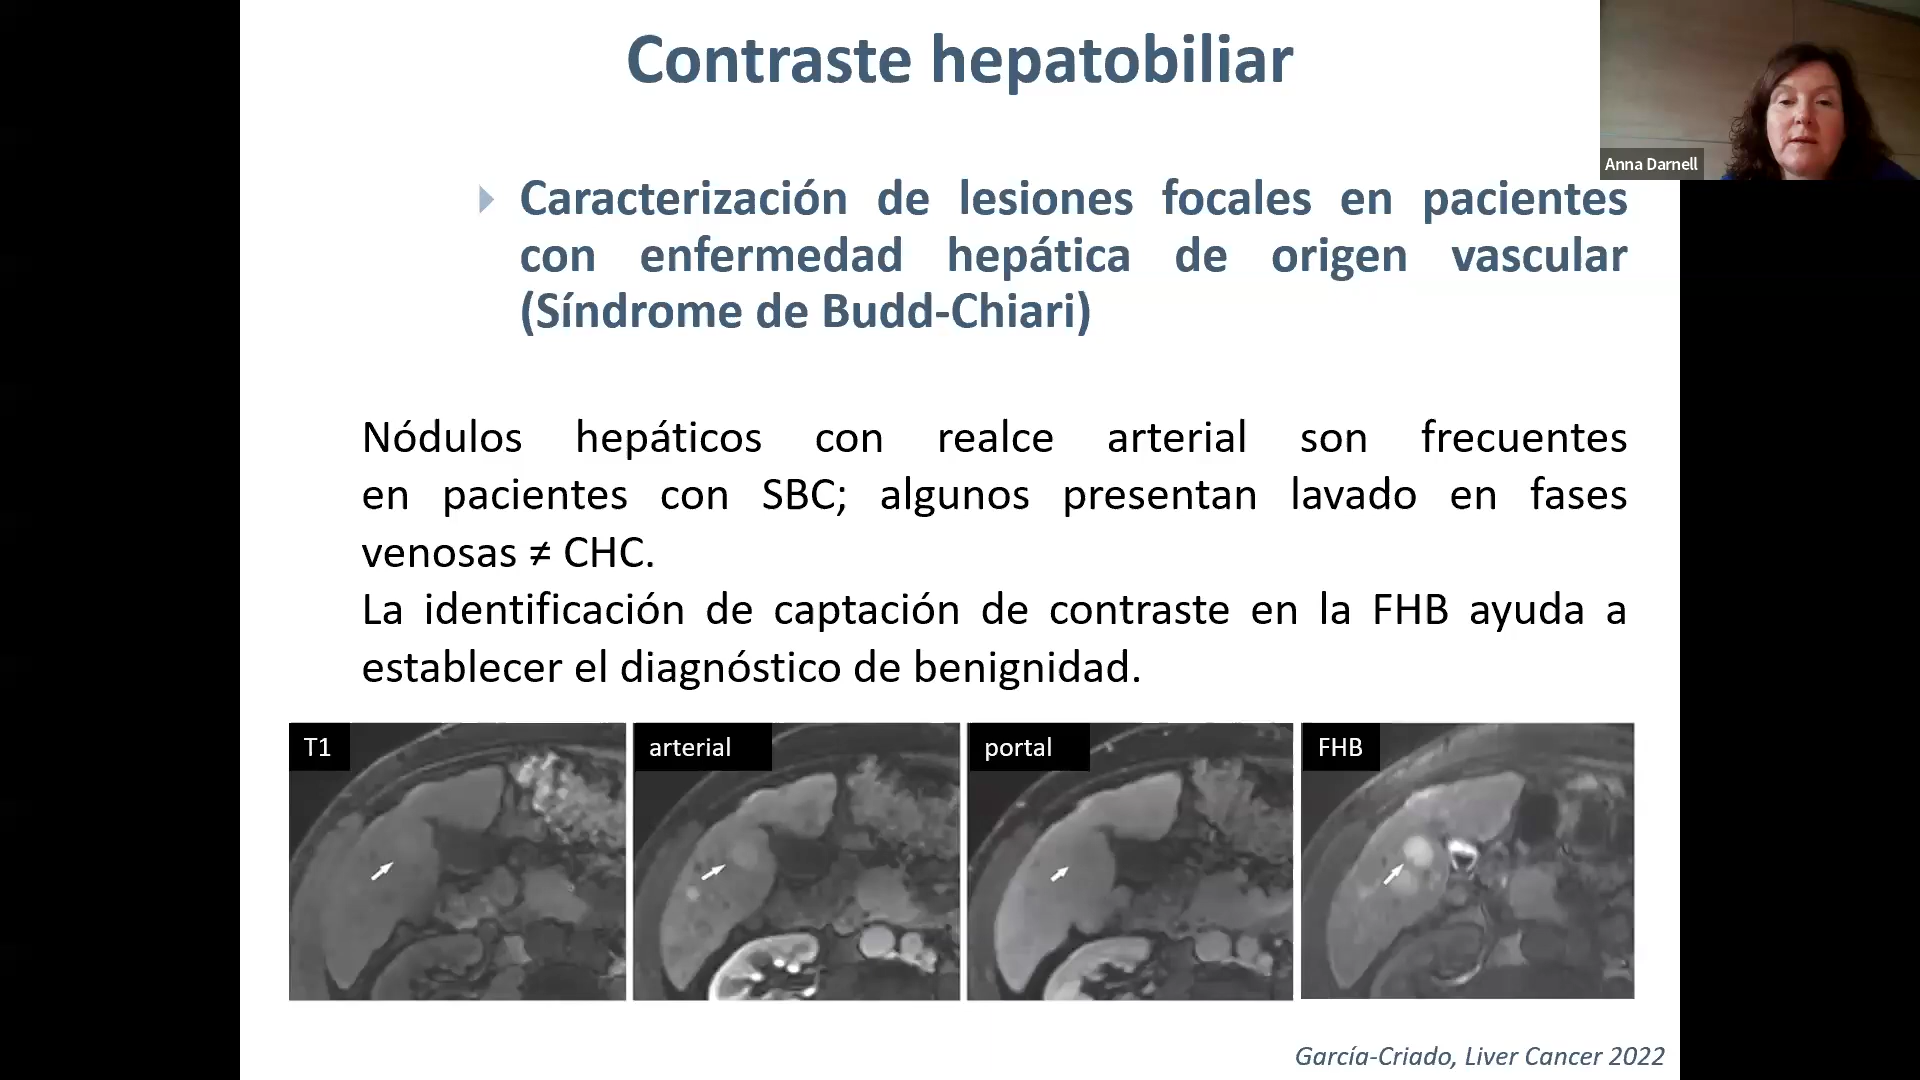 Contraste hepatobiliar
Anna Darnell
Caracterización de lesiones focales en pacientes
con enfermedad hepática de origen vascular
(Síndrome de Budd-Chiari)
Nódulos hepáticos con realce arterial son frecuentes
en pacientes con SBC; algunos presentan lavado en fases
venosas ≠ CHC.
La identificación de captación de contraste en la FHB ayuda a
establecer el diagnóstico de benignidad.
T1
arterial
portal
FHB
García-Criado, Liver Cancer 2022